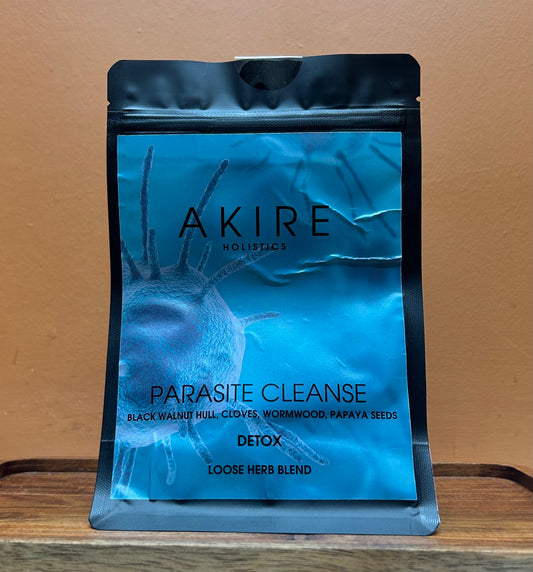 AKIRE
HOLISTICS
PARASITE CLEANSE
BLACK WALNUT HULL, CLOVES, WORMWOOD, PAPAYA SEEDS
DETOX
LOOSE HERB BLEND